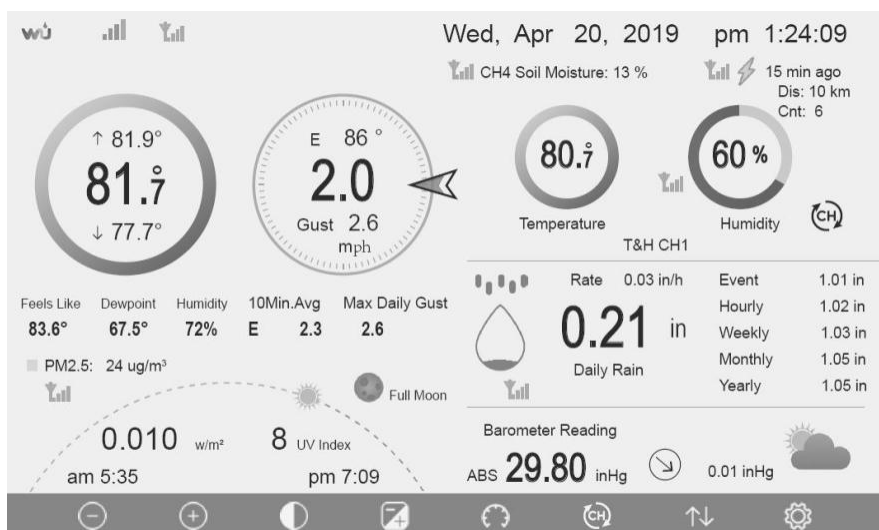 wu
Wed, Apr 20, 2019 pm 1:24:09
CH4 Soil Moisture: 13 %
15 min ago
Dis: 10 km
Cnt: 6
↑ 81.9°
81.7°
↓ 77.7°
E 86 °
2.0
Gust 2.6
mph
80.7°
Temperature
60 %
Humidity
CH
T&H CH1
Feels Like Dewpoint Humidity 10Min.Avg Max Daily Gust
83.6° 67.5° 72% E 2.3 2.6
PM2.5: 24 ug/m³
Full Moon
0.010 w/m² 8 UV Index
am 5:35 pm 7:09
Rate 0.03 in/h
0.21 in
Daily Rain
Event 1.01 in
Hourly 1.02 in
Weekly 1.03 in
Monthly 1.05 in
Yearly 1.05 in
Barometer Reading
ABS 29.80 inHg 0.01 inHg
CH